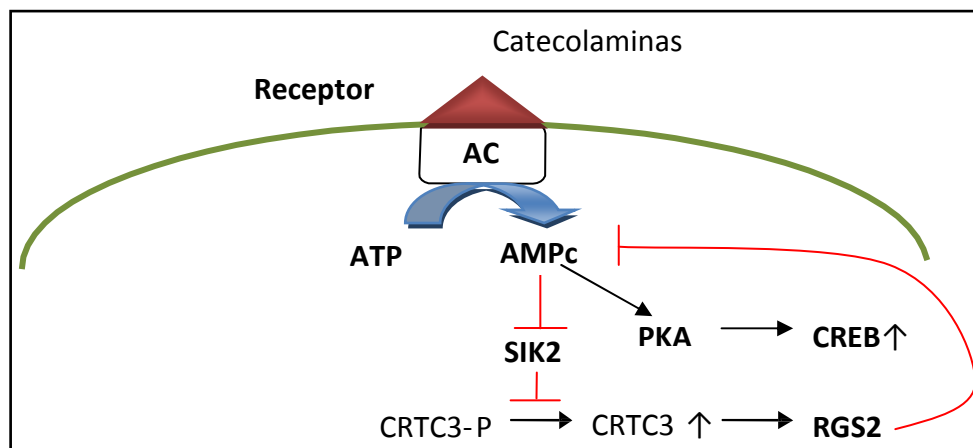 Catecolaminas
Receptor
AC
ATP AMPc
PKA CREB ↑
SIK2
CRTC3-P CRTC3 ↑ RGS2